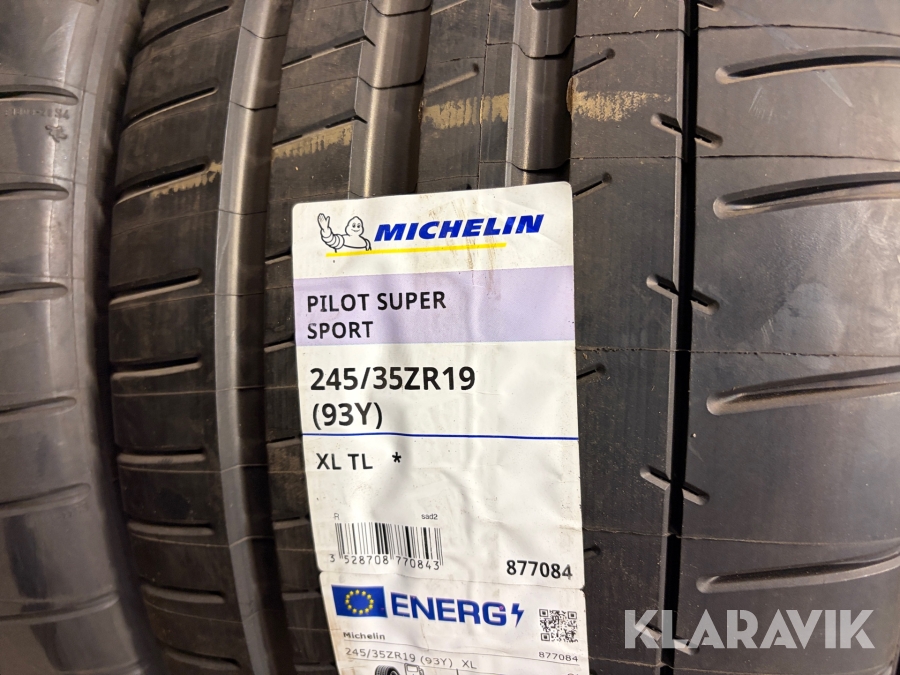 MICHELIN
PILOT SUPER
SPORT
245/35ZR19
(93Y)
XL TL *
R sad2
3 528708 770843
877084
ENERG
Michelin
245/35ZR19 (93Y) XL 877084
KLARAVIK